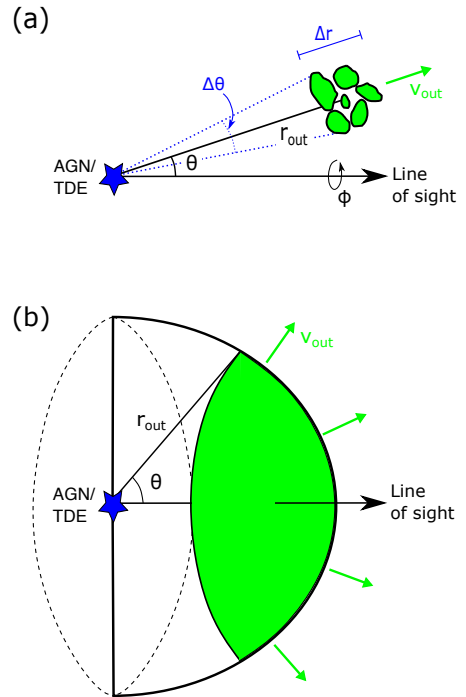 (a)
Δr
Δθ
v_out
r_out
AGN/
TDE
θ
Line
of sight
Φ
(b)
v_out
r_out
θ
AGN/
TDE
Line
of sight